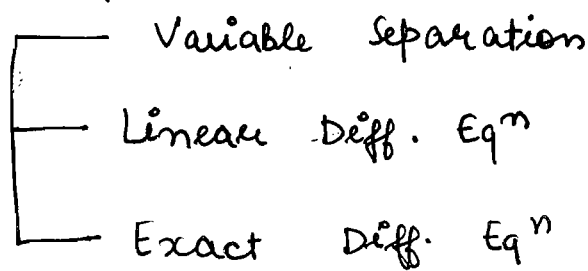 Variable Separation
Linear Diff. Eqⁿ
Exact Diff. Eqⁿ